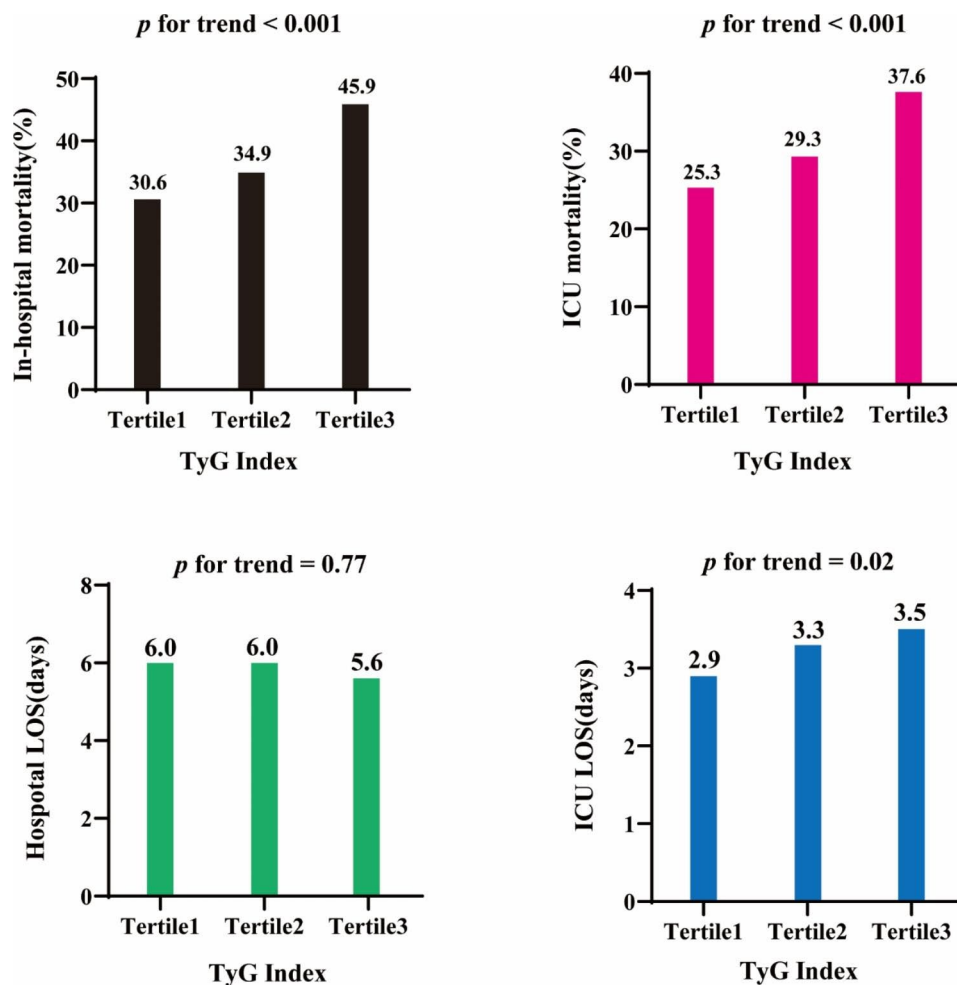 p for trend < 0.001
In-hospital mortality(%)
50
40
30
20
10
0
30.6
34.9
45.9
Tertile1 Tertile2 Tertile3
TyG Index
p for trend < 0.001
ICU mortality(%)
40
30
20
10
0
25.3
29.3
37.6
Tertile1 Tertile2 Tertile3
TyG Index
p for trend = 0.77
Hospotal LOS(days)
8
6
4
2
0
6.0
6.0
5.6
Tertile1 Tertile2 Tertile3
TyG Index
p for trend = 0.02
ICU LOS(days)
4
3
2
1
0
2.9
3.3
3.5
Tertile1 Tertile2 Tertile3
TyG Index